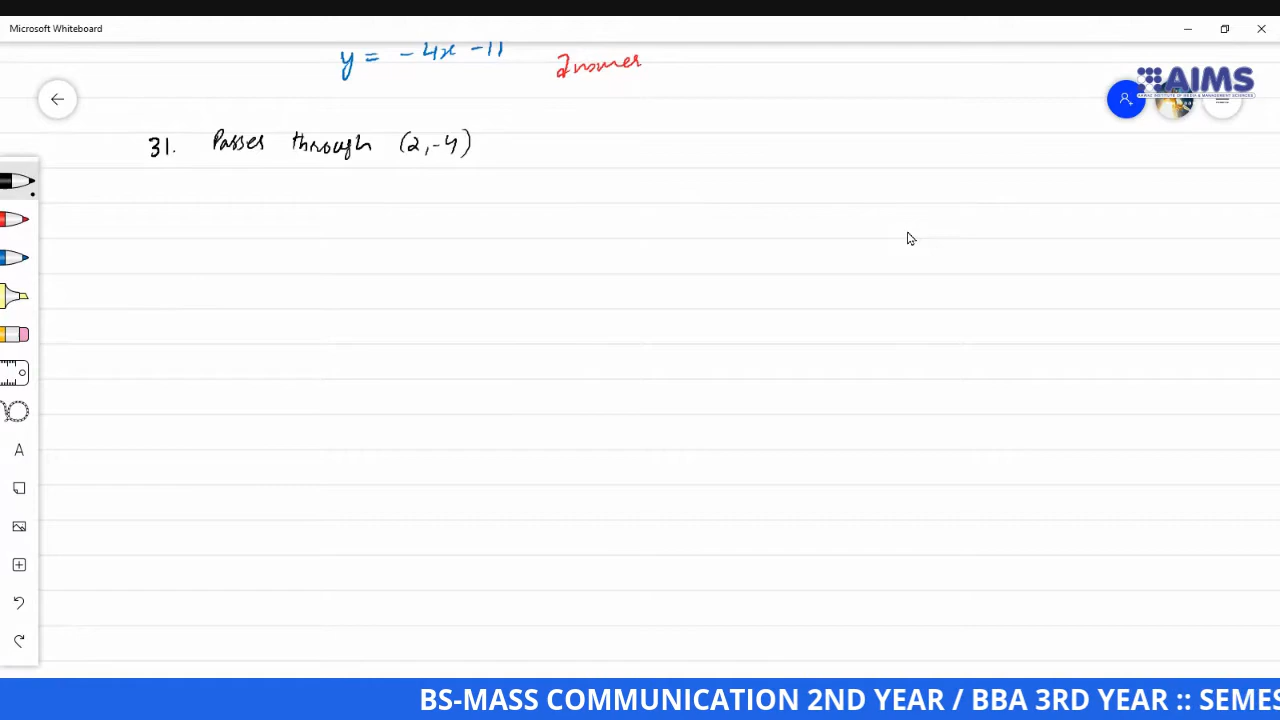 Microsoft Whiteboard
y = -4x -11
Answer
AIMS
31. Passes through (2,-4)
A
BS-MASS COMMUNICATION 2ND YEAR / BBA 3RD YEAR :: SEMES